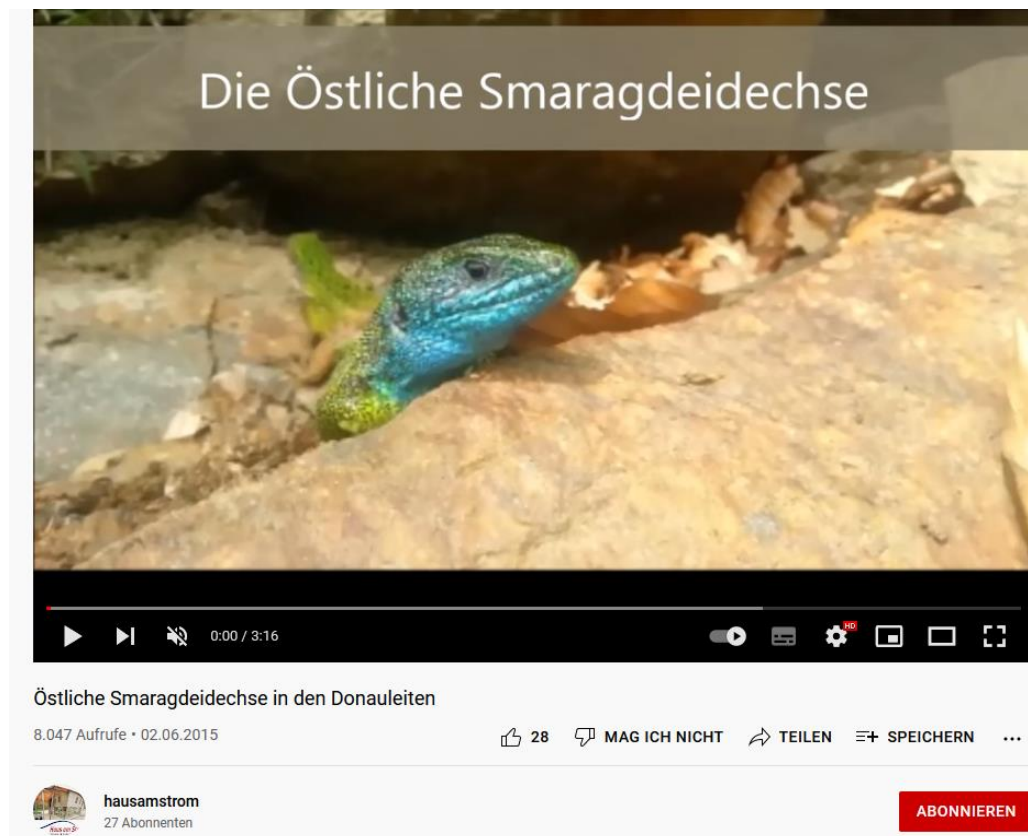 Die Östliche Smaragdeidechse
0:00 / 3:16
HD
Östliche Smaragdeidechse in den Donauleiten
8.047 Aufrufe • 02.06.2015
28 MAG ICH NICHT TEILEN SPEICHERN ...
hausamstrom
27 Abonnenten
ABONNIEREN